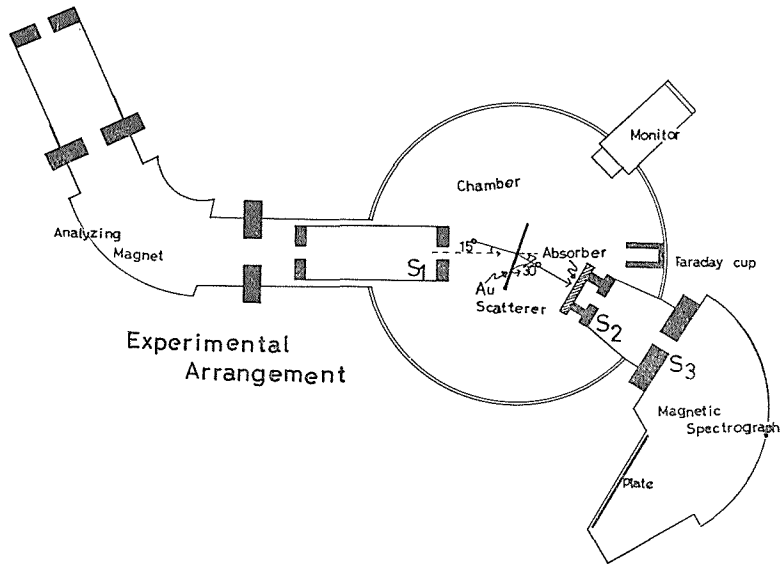 Monitor
Chamber
Analyzing
Magnet
15°
S1
Absorber
30°
Au
Scatterer
Faraday cup
S2
S3
Experimental
Arrangement
Magnetic
Spectrograph
Plate